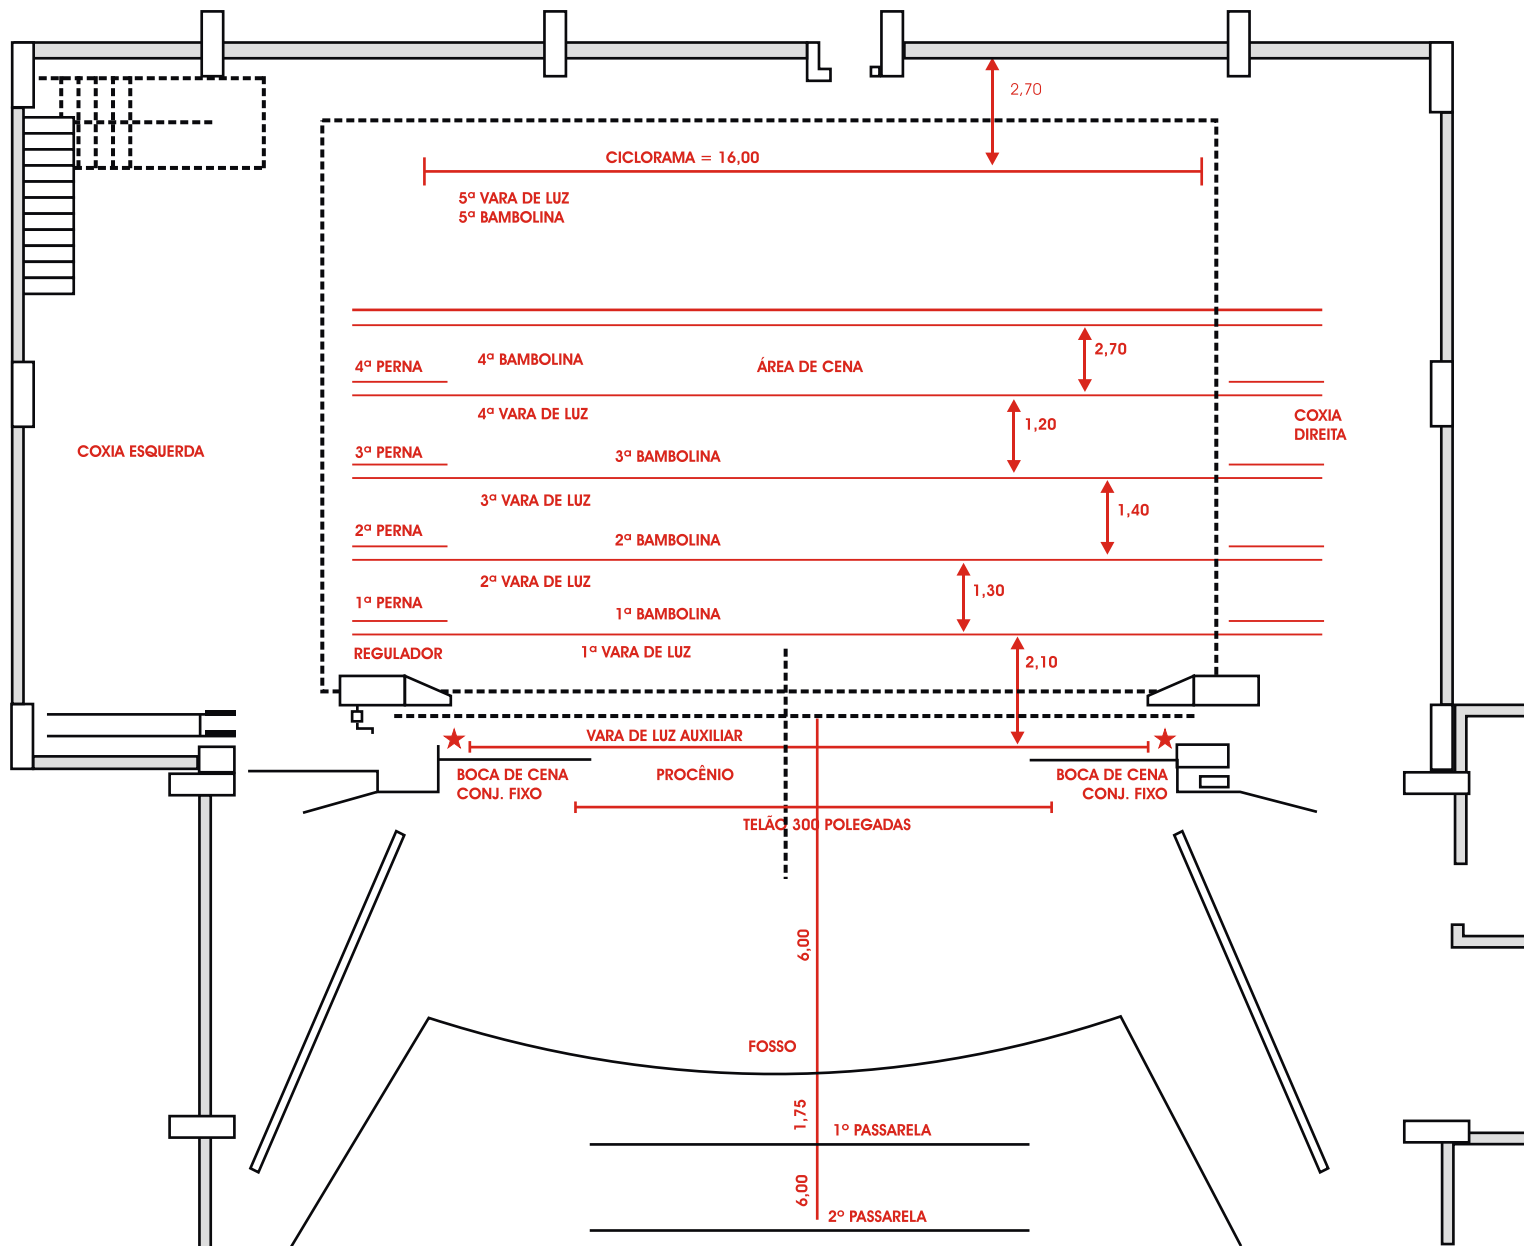 2,70
CICLORAMA = 16,00
5ª VARA DE LUZ
5ª BAMBOLINA
2,70
4ª BAMBOLINA
4ª PERNA
ÁREA DE CENA
4ª VARA DE LUZ
1,20
COXIA
DIREITA
COXIA ESQUERDA
3ª PERNA
3ª BAMBOLINA
3ª VARA DE LUZ
1,40
2ª PERNA
2ª BAMBOLINA
2ª VARA DE LUZ
1,30
1ª PERNA
1ª BAMBOLINA
REGULADOR
1ª VARA DE LUZ
2,10
VARA DE LUZ AUXILIAR
BOCA DE CENA
CONJ. FIXO
PROCÊNIO
BOCA DE CENA
CONJ. FIXO
TELÃO 300 POLEGADAS
6,00
FOSSO
1,75
1º PASSARELA
6,00
2º PASSARELA